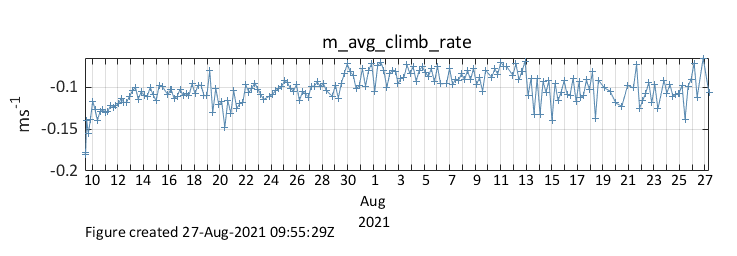 m_avg_climb_rate
ms-1
-0.1
-0.15
-0.2
10 12 14 16 18 20 22 24 26 28 30 1 3 5 7 9 11 13 15 17 19 21 23 25 27
Aug
2021
Figure created 27-Aug-2021 09:55:29Z